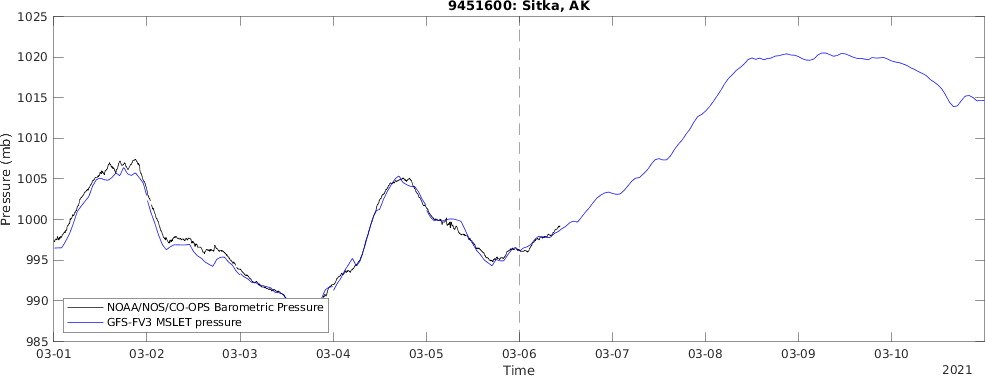 9451600: Sitka, AK
1025
1020
1015
1010
1005
1000
995
990
985
Pressure (mb)
NOAA/NOS/CO-OPS Barometric Pressure
GFS-FV3 MSLET pressure
03-01 03-02 03-03 03-04 03-05 03-06 03-07 03-08 03-09 03-10
Time
2021